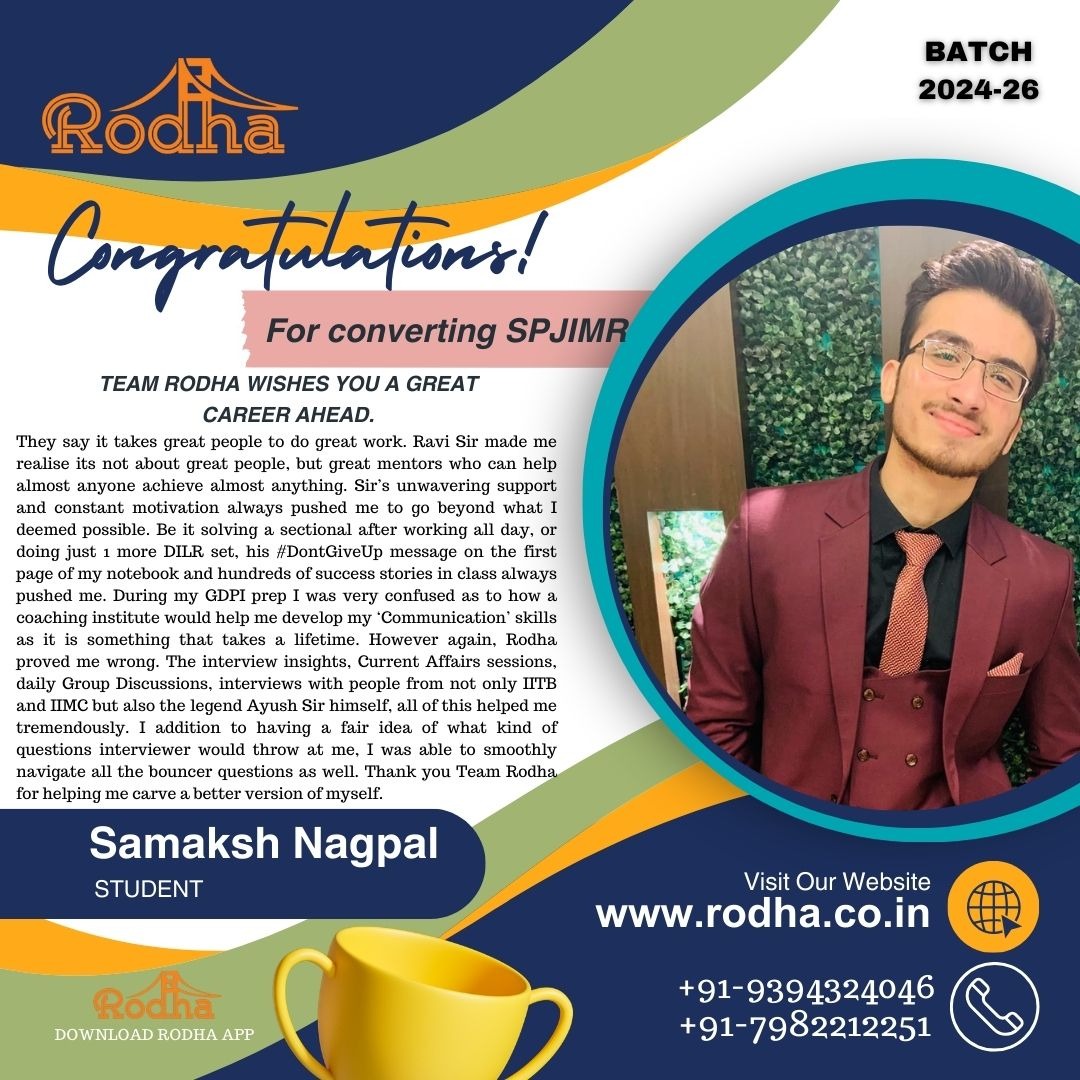 Rodha
BATCH
2024-26
Congratulations!
For converting SPJIMR
TEAM RODHA WISHES YOU A GREAT
CAREER AHEAD.
They say it takes great people to do great work. Ravi Sir made me
realise its not about great people, but great mentors who can help
almost anyone achieve almost anything. Sir’s unwavering support
and constant motivation always pushed me to go beyond what I
deemed possible. Be it solving a sectional after working all day, or
doing just 1 more DILR set, his #DontGiveUp message on the first
page of my notebook and hundreds of success stories in class always
pushed me. During my GDPI prep I was very confused as to how a
coaching institute would help me develop my ‘Communication’ skills
as it is something that takes a lifetime. However again, Rodha
proved me wrong. The interview insights, Current Affairs sessions,
daily Group Discussions, interviews with people from not only IITB
and IIMC but also the legend Ayush Sir himself, all of this helped me
tremendously. I addition to having a fair idea of what kind of
questions interviewer would throw at me, I was able to smoothly
navigate all the bouncer questions as well. Thank you Team Rodha
for helping me carve a better version of myself.
Samaksh Nagpal
STUDENT
Visit Our Website
www.rodha.co.in
+91-9394324046
+91-7982212251
Rodha
DOWNLOAD RODHA APP